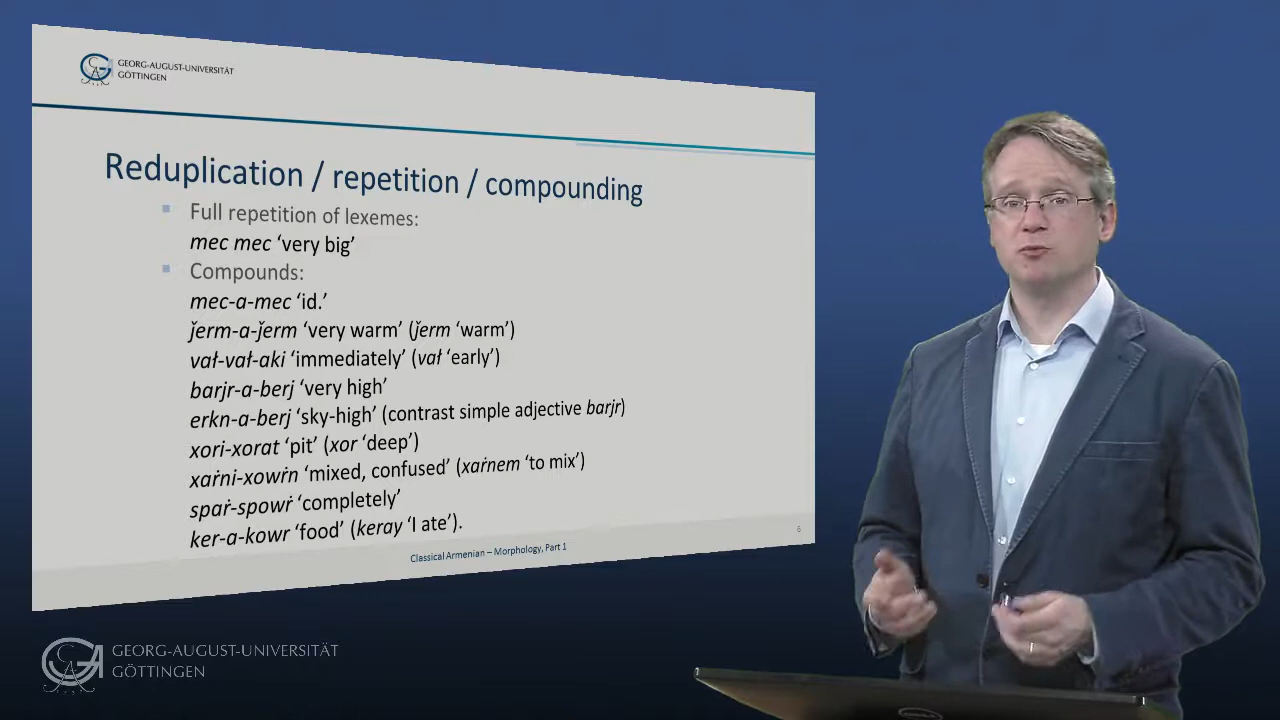 GEORG-AUGUST-UNIVERSITÄT
GÖTTINGEN
Reduplication / repetition / compounding
Full repetition of lexemes:
mec mec ‘very big’
Compounds:
mec-a-mec ‘id.’
ǰerm-a-ǰerm ‘very warm’ (ǰerm ‘warm’)
vał-vał-aki ‘immediately’ (vał ‘early’)
barjr-a-berj ‘very high’
erkn-a-berj ‘sky-high’ (contrast simple adjective barjr)
xori-xorat ‘pit’ (xor ‘deep’)
xaṙni-xowṙn ‘mixed, confused’ (xaṙnem ‘to mix’)
spaṙ-spowṙ ‘completely’
ker-a-kowr ‘food’ (keray ‘I ate’).
Classical Armenian – Morphology, Part 1
6
GEORG-AUGUST-UNIVERSITÄT
GÖTTINGEN